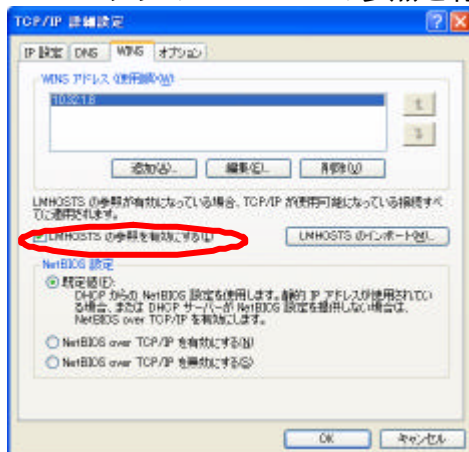 TCP/IP 詳細設定
IP 設定 DNS WINS オプション
WINS アドレス (使用順)(W)
10.32.1.6
追加(A)... 編集(E)... 削除(V)
LMHOSTS の参照が有効になっている場合、TCP/IP が使用可能になっている接続すべ
てに適用されます。
LMHOSTS の参照を有効にする(L) LMHOSTS のインポート(M)...
NetBIOS 設定
既定値(F):
DHCP からの NetBIOS 設定を使用します。静的 IP アドレスが使用されてい
る場合、または DHCP サーバーが NetBIOS 設定を提供しない場合は、
NetBIOS over TCP/IP を有効にします。
NetBIOS over TCP/IP を有効にする(N)
NetBIOS over TCP/IP を無効にする(S)
OK キャンセル